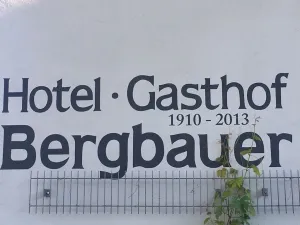 Hotel · Gasthof
1910 - 2013
Bergbauer